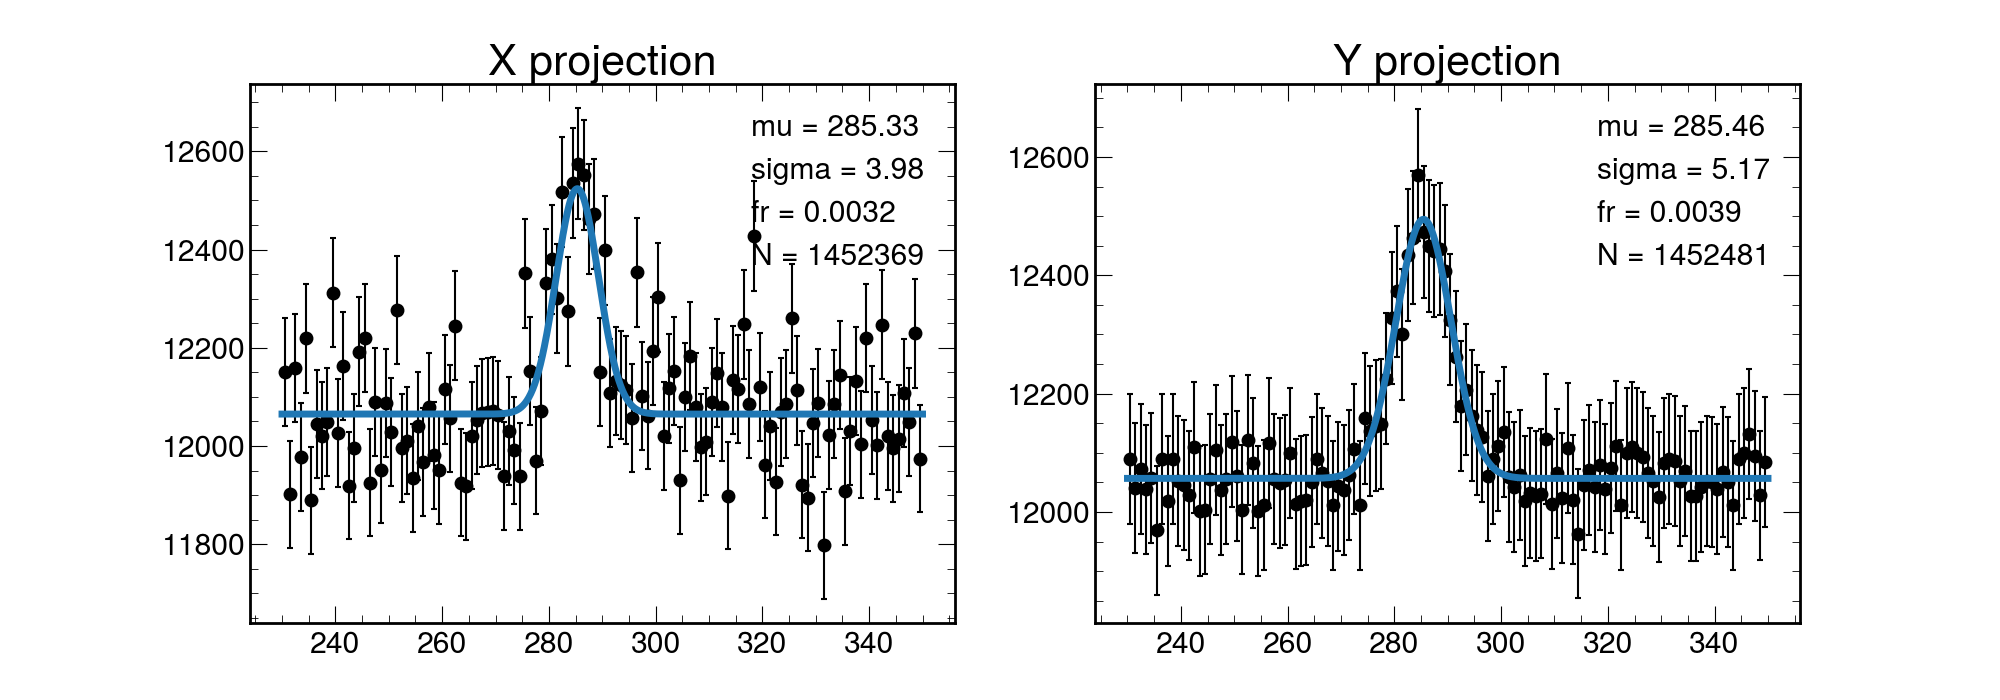 X projection
mu = 285.33
sigma = 3.98
fr = 0.0032
N = 1452369
12600
12400
12200
12000
11800
240 260 280 300 320 340
Y projection
mu = 285.46
sigma = 5.17
fr = 0.0039
N = 1452481
12600
12400
12200
12000
240 260 280 300 320 340